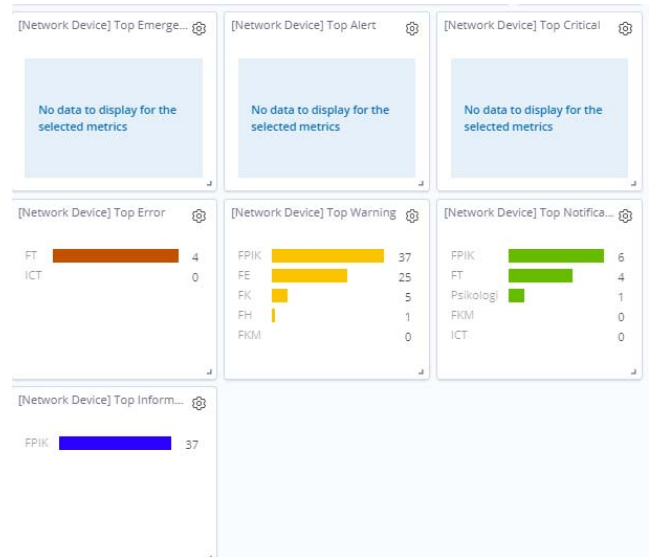 [Network Device] Top Emerge...
No data to display for the
selected metrics
[Network Device] Top Alert
No data to display for the
selected metrics
[Network Device] Top Critical
No data to display for the
selected metrics
[Network Device] Top Error
FT 4
ICT 0
[Network Device] Top Warning
FPIK 37
FE 25
FK 5
FH 1
FKM 0
[Network Device] Top Notifica...
FPIK 6
FT 4
Psikologi 1
FKM 0
ICT 0
[Network Device] Top Inform...
FPIK 37